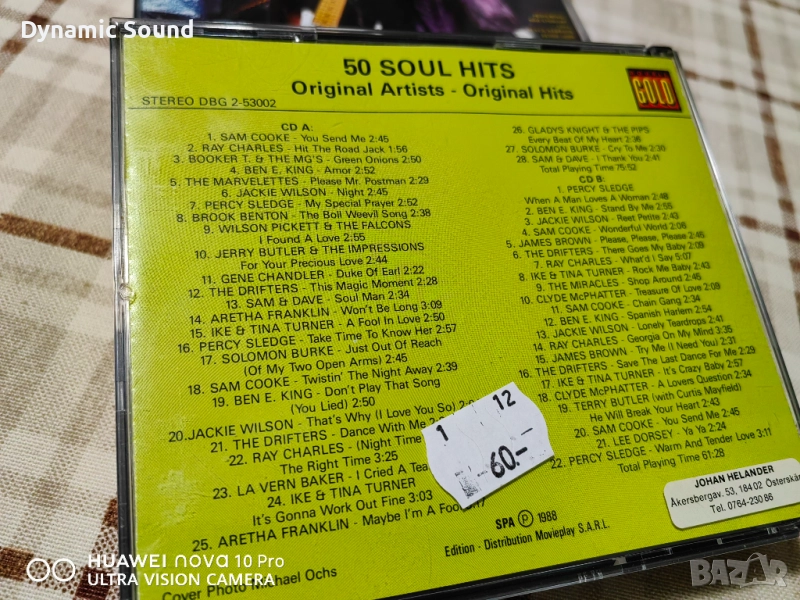 Dynamic Sound
50 SOUL HITS
Original Artists - Original Hits
GOLD
STEREO DBG 2-53002
CD A:
1. SAM COOKE - You Send Me 2:45
2. RAY CHARLES - Hit The Road Jack 1:56
3. BOOKER T. & THE MG'S - Green Onions 2:50
4. BEN E. KING - Amor 2:52
5. THE MARVELETTES - Please Mr. Postman 2:29
6. JACKIE WILSON - Night 2:45
7. PERCY SLEDGE - My Special Prayer 2:52
8. BROOK BENTON - The Boll Weevil Song 2:38
9. WILSON PICKETT & THE FALCONS
I Found A Love 2:55
10. JERRY BUTLER & THE IMPRESSIONS
For Your Precious Love 2:44
11. GENE CHANDLER - Duke Of Earl 2:22
12. THE DRIFTERS - This Magic Moment 2:28
13. SAM & DAVE - Soul Man 2:34
14. ARETHA FRANKLIN - Won't Be Long 3:09
15. IKE & TINA TURNER - A Fool In Love 2:50
16. PERCY SLEDGE - Take Time To Know Her 2:57
17. SOLOMON BURKE - Just Out Of Reach
(Of My Two Open Arms) 2:45
18. SAM COOKE - Twistin' The Night Away 2:39
19. BEN E. KING - Don't Play That Song
(You Lied) 2:50
20. JACKIE WILSON - That's Why (I Love You So)
21. THE DRIFTERS - Dance With Me
22. RAY CHARLES - (Night Time
The Right Time 3:25
23. LA VERN BAKER - I Cried A Tea
24. IKE & TINA TURNER
It's Gonna Work Out Fine 3:03
25. ARETHA FRANKLIN - Maybe I'm A Fool
26. GLADYS KNIGHT & THE PIPS
Every Beat Of My Heart 2:36
27. SOLOMON BURKE - Cry To Me
28. SAM & DAVE - I Thank You 2:41
Total Playing Time 75:52
CD B:
1. PERCY SLEDGE
When A Man Loves A Woman 2:48
2. BEN E. KING - Stand By Me 2:55
3. JACKIE WILSON - Reet Petite 2:43
4. SAM COOKE - Wonderful World 2:06
5. JAMES BROWN - Please, Please, Please 2:45
6. THE DRIFTERS - There Goes My Baby 2:09
7. RAY CHARLES - What'd I Say 5:07
8. IKE & TINA TURNER - Rock Me Baby 2:43
9. THE MIRACLES - Shop Around 2:45
10. CLYDE McPHATTER - Treasure Of Love 2:09
11. SAM COOKE - Chain Gang 2:34
12. BEN E. KING - Spanish Harlem 2:54
13. JACKIE WILSON - Lonely Teardrops 2:41
14. RAY CHARLES - Georgia On My Mind 3:35
15. JAMES BROWN - Try Me (I Need You) 2:31
16. THE DRIFTERS - Save The Last Dance For Me 2:29
17. IKE & TINA TURNER - It's Crazy Baby 2:23
18. CLYDE McPHATTER - A Lovers Question 2:34
19. TERRY BUTLER (with Curtis Mayfield)
He Will Break Your Heart 2:43
20. SAM COOKE - You Send Me 2:45
21. LEE DORSEY - Ya Ya 2:24
22. PERCY SLEDGE - Warm And Tender Love 3:17
Total Playing Time 61:28
1 12
60.-
JOHAN HELANDER
Åkersbergav. 53, 184 02 Österskär
Tel. 0764-230 86
SPA ℗ 1988
Edition - Distribution Movieplay S.A.R.L.
Cover Photo Michael Ochs
HUAWEI nova 10 Pro
ULTRA VISION CAMERA
BAZAR